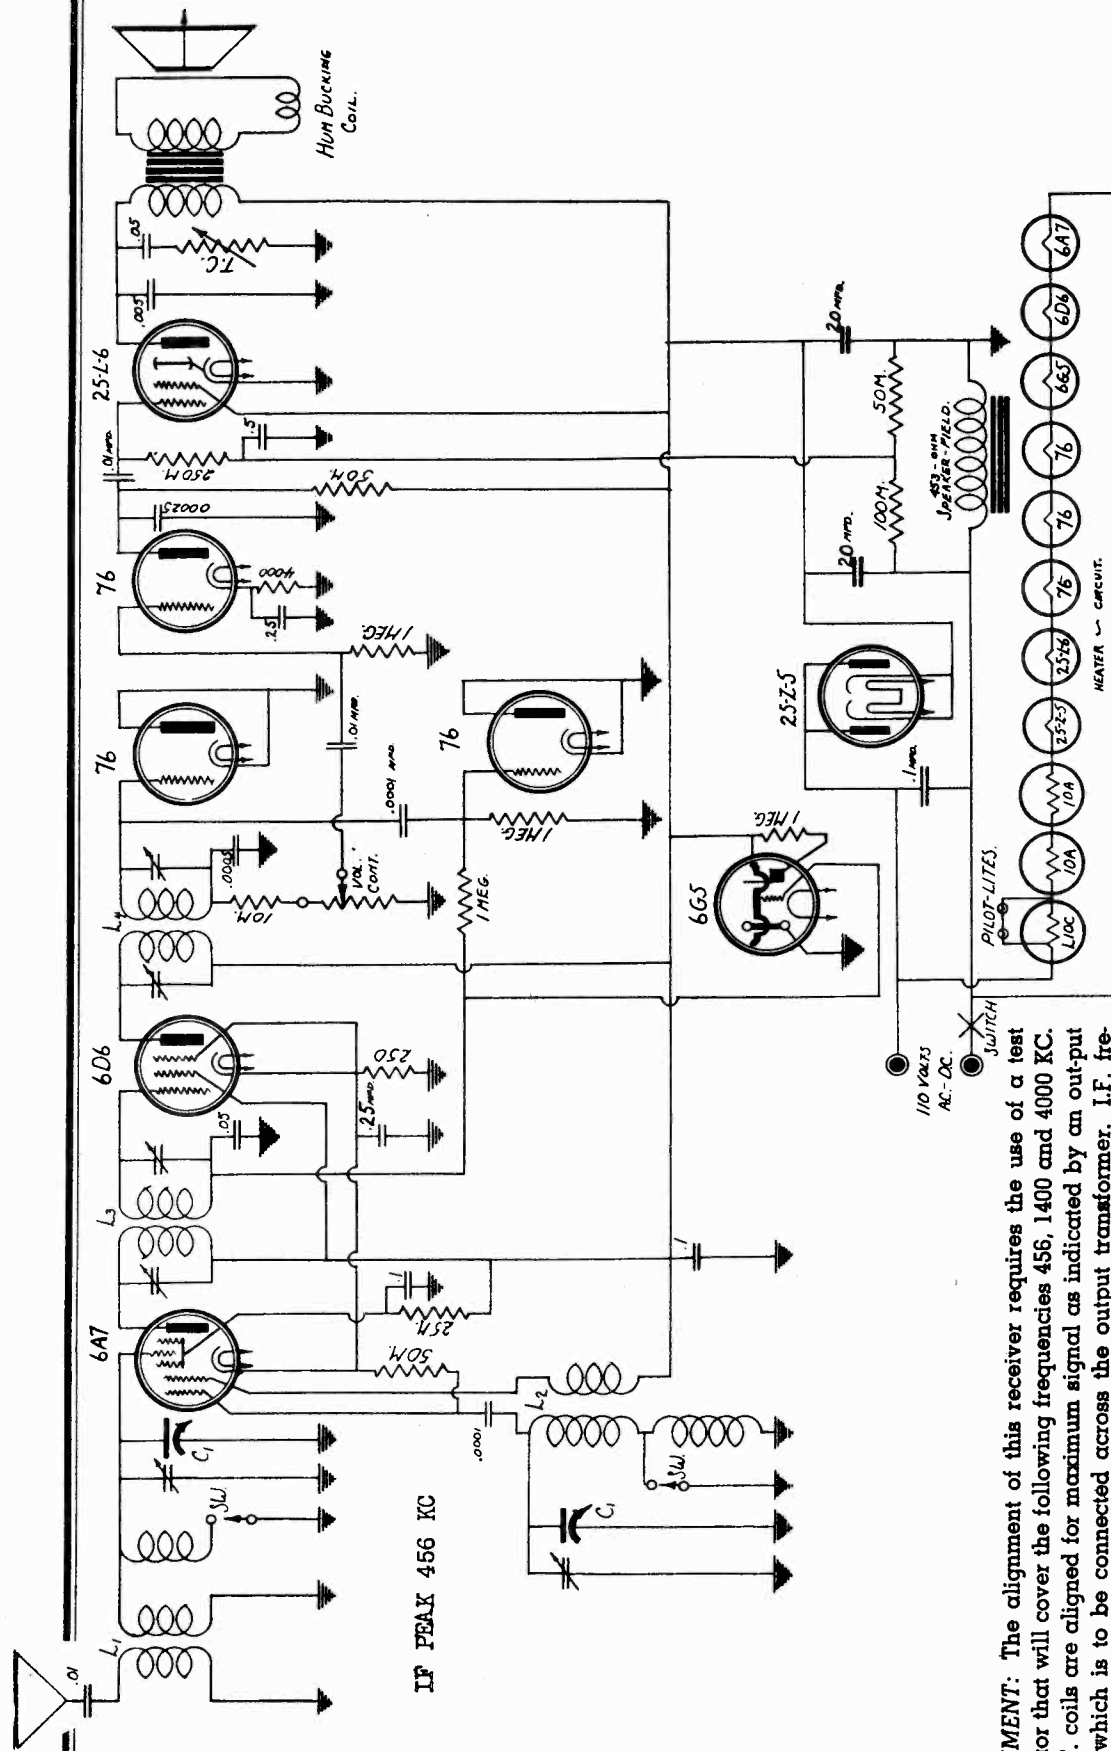 6A7
6D6
76
76
25-L-6
.01
L1
SW.
C1
L3
.05
L4
.0005
10M.
VOL.
CONT.
.0001 MFD.
.01 MFD.
1 MEG.
.25
4000
.00025
.01 MFD.
250M.
50M.
.5
.005
.05
T.C.
HUM BUCKING
COIL.
50M.
25M.
.1
.25 MFD.
250
1 MEG.
1 MEG.
76
IF PEAK 456 KC
.0001
L2
SW.
C1
.1
6G5
1 MEG.
25-Z-5
.1 MFD.
20 MFD.
100M.
50M.
20 MFD.
453-OHM
SPEAKER-FIELD.
110 VOLTS
AC.-DC.
SWITCH
PILOT-LITES.
L10C
10A
10A
25-Z-5
25-L6
76
76
76
6G5
6D6
6A7
HEATER CIRCUIT.
MENT: The alignment of this receiver requires the use of a test
or that will cover the following frequencies 456, 1400 and 4000 KC.
. coils are aligned for maximum signal as indicated by an out-put
which is to be connected across the output transformer. I.F. fre-